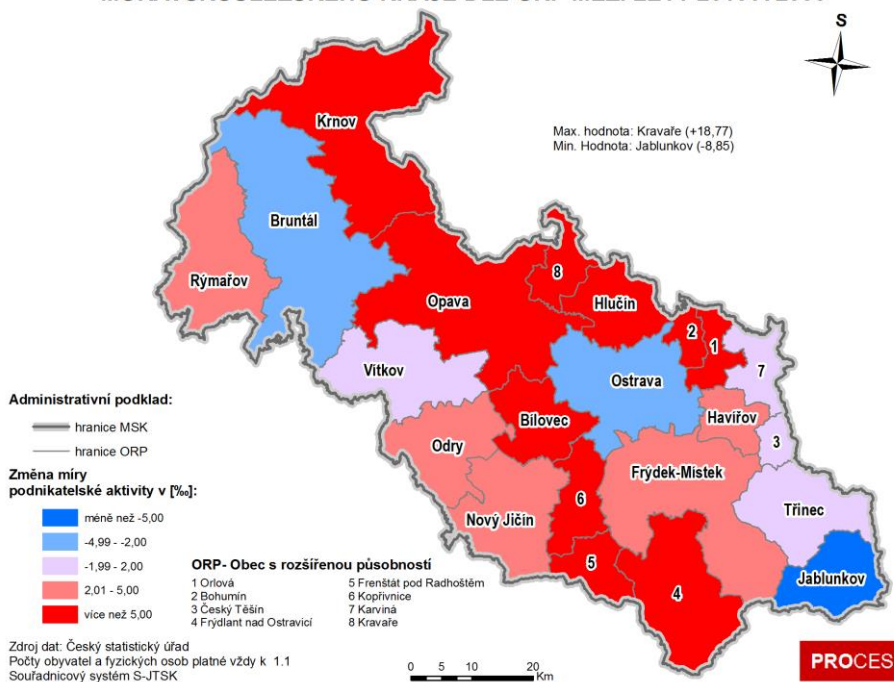 S
Max. hodnota: Kravaře (+18,77)
Min. Hodnota: Jablunkov (-8,85)
Krnov
Bruntál
Rýmařov
8
Opava
Hlučín
2
1
Vítkov
Ostrava
7
Bílovec
Havířov
3
Odry
Frýdek-Místek
6
Nový Jičín
Třinec
5
4
Jablunkov
Administrativní podklad:
hranice MSK
hranice ORP
Změna míry
podnikatelské aktivity v [‰]:
méně než -5,00
-4,99 - -2,00
-1,99 - 2,00
2,01 - 5,00
více než 5,00
ORP- Obec s rozšířenou působností
1 Orlová
2 Bohumín
3 Český Těšín
4 Frýdlant nad Ostravicí
5 Frenštát pod Radhoštěm
6 Kopřivnice
7 Karviná
8 Kravaře
Zdroj dat: Český statistický úřad
Počty obyvatel a fyzických osob platné vždy k 1.1
Souřadnicový systém S-JTSK
0 5 10 20
Km
PROCES